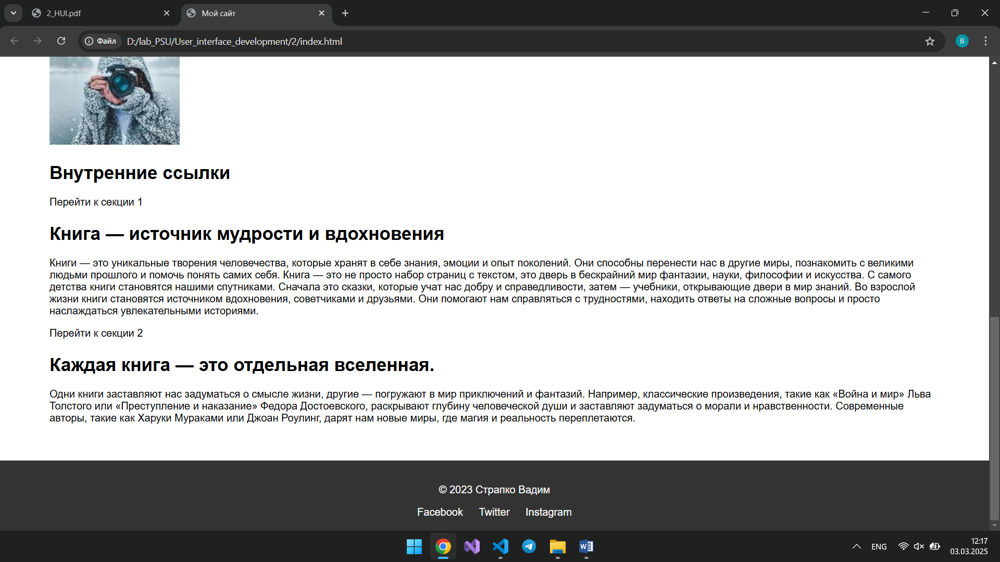 2_HUI.pdf
Мой сайт
Файл
D:/lab_PSU/User_interface_development/2/index.html
B
Внутренние ссылки
Перейти к секции 1
Книга — источник мудрости и вдохновения
Книги — это уникальные творения человечества, которые хранят в себе знания, эмоции и опыт поколений. Они способны перенести нас в другие миры, познакомить с великими
людьми прошлого и помочь понять самих себя. Книга — это не просто набор страниц с текстом, это дверь в бескрайний мир фантазии, науки, философии и искусства. С самого
детства книги становятся нашими спутниками. Сначала это сказки, которые учат нас добру и справедливости, затем — учебники, открывающие двери в мир знаний. Во взрослой
жизни книги становятся источником вдохновения, советчиками и друзьями. Они помогают нам справляться с трудностями, находить ответы на сложные вопросы и просто
наслаждаться увлекательными историями.
Перейти к секции 2
Каждая книга — это отдельная вселенная.
Одни книги заставляют нас задуматься о смысле жизни, другие — погружают в мир приключений и фантазий. Например, классические произведения, такие как «Война и мир» Льва
Толстого или «Преступление и наказание» Федора Достоевского, раскрывают глубину человеческой души и заставляют задуматься о морали и нравственности. Современные
авторы, такие как Харуки Мураками или Джоан Роулинг, дарят нам новые миры, где магия и реальность переплетаются.
© 2023 Страпко Вадим
Facebook Twitter Instagram
ENG
12:17
03.03.2025